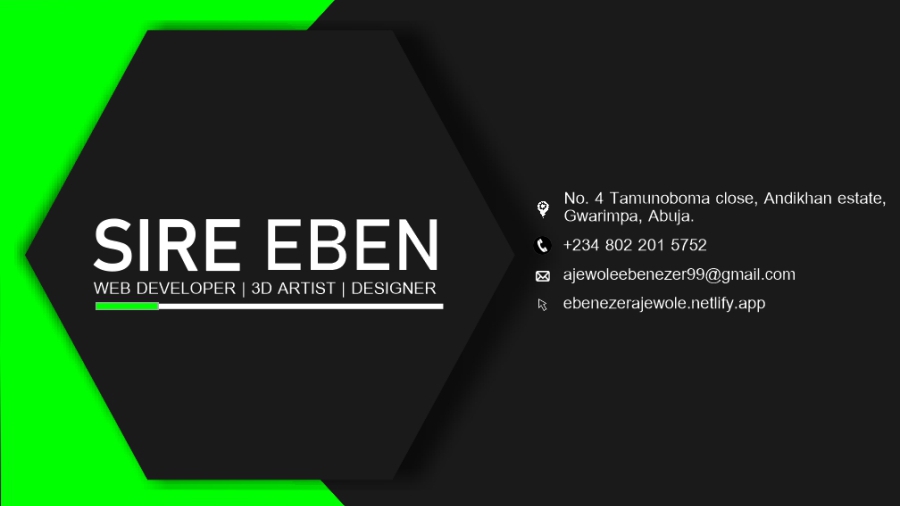 SIRE EBEN
WEB DEVELOPER | 3D ARTIST | DESIGNER
No. 4 Tamunoboma close, Andikhan estate,
Gwarimpa, Abuja.
+234 802 201 5752
ajewoleebenezer99@gmail.com
ebenezerajewole.netlify.app